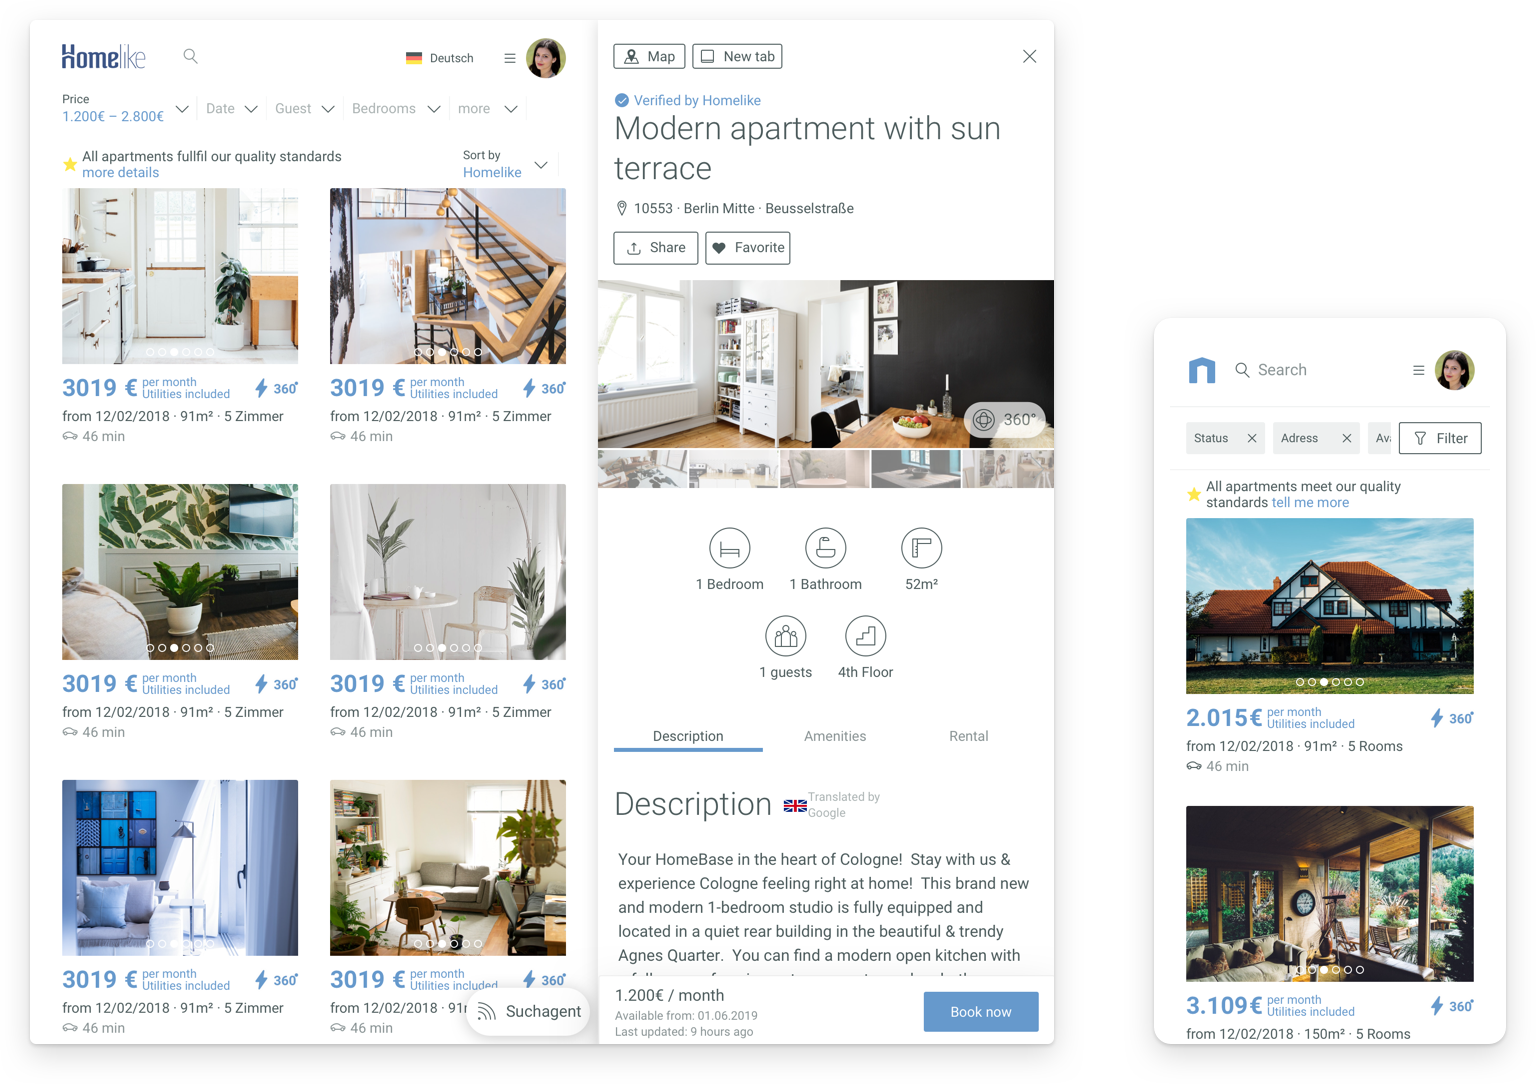 Homelike
Deutsch
Price
1.200€ – 2.800€
Date
Guest
Bedrooms
more
All apartments fullfil our quality standards
more details
Sort by
Homelike
3019 €
per month
Utilities included
360°
from 12/02/2018 · 91m² · 5 Zimmer
46 min
3019 €
per month
Utilities included
360°
from 12/02/2018 · 91m² · 5 Zimmer
46 min
3019 €
per month
Utilities included
360°
from 12/02/2018 · 91m² · 5 Zimmer
46 min
3019 €
per month
Utilities included
360°
from 12/02/2018 · 91m² · 5 Zimmer
46 min
3019 €
per month
Utilities included
360°
from 12/02/2018 · 91m² · 5 Zimmer
46 min
3019 €
per month
Utilities included
360°
from 12/02/2018 · 91m²
46 min
Suchagent
Map
New tab
Verified by Homelike
Modern apartment with sun
terrace
10553 · Berlin Mitte · Beusselstraße
Share
Favorite
360°
1 Bedroom
1 Bathroom
52m²
1 guests
4th Floor
Description
Amenities
Rental
Description
Translated by
Google
Your HomeBase in the heart of Cologne! Stay with us &
experience Cologne feeling right at home! This brand new
and modern 1-bedroom studio is fully equipped and
located in a quiet rear building in the beautiful & trendy
Agnes Quarter. You can find a modern open kitchen with
1.200€ / month
Available from: 01.06.2019
Last updated: 9 hours ago
Book now
Search
Status
Adress
Filter
All apartments meet our quality
standards tell me more
2.015€
per month
Utilities included
360°
from 12/02/2018 · 91m² · 5 Rooms
46 min
3.109€
per month
Utilities included
360°
from 12/02/2018 · 150m² · 5 Rooms